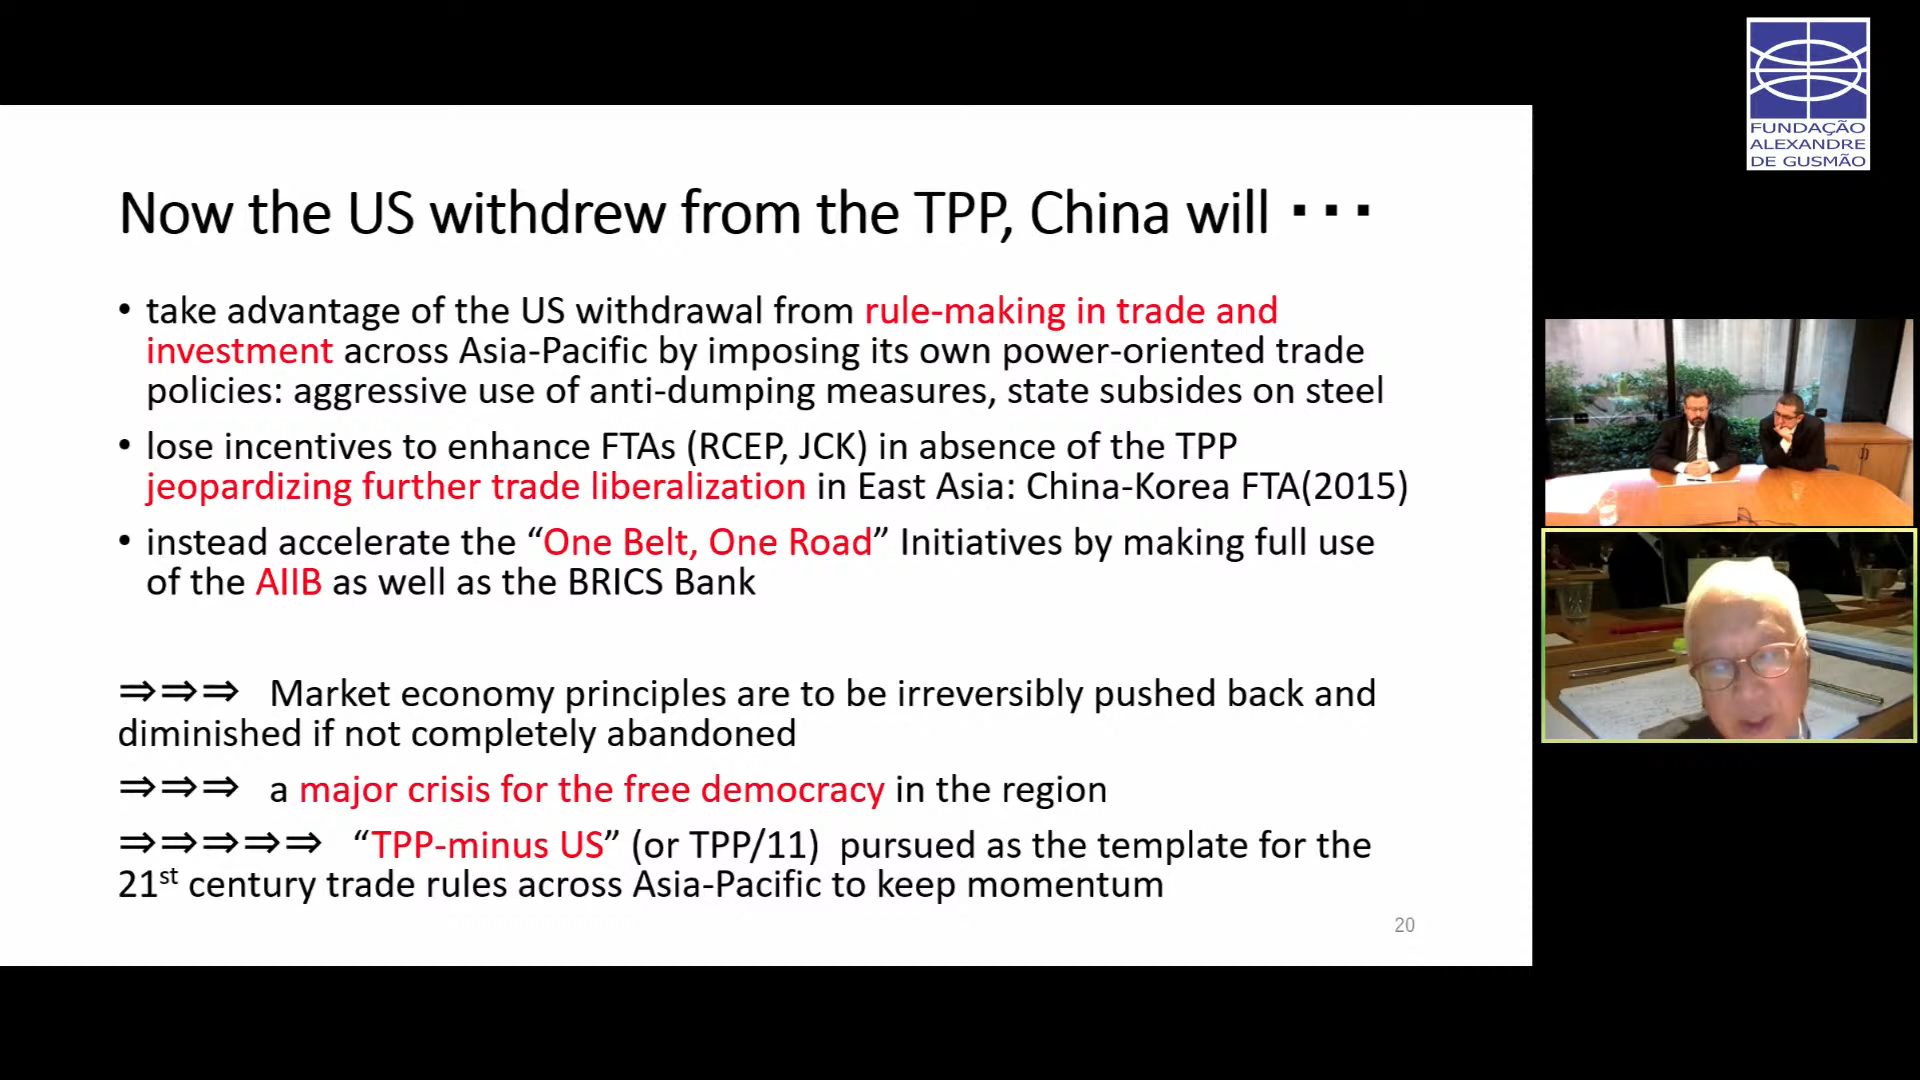 FUNDAÇÃO
ALEXANDRE
DE GUSMÃO
Now the US withdrew from the TPP, China will ･･･
• take advantage of the US withdrawal from rule-making in trade and
investment across Asia-Pacific by imposing its own power-oriented trade
policies: aggressive use of anti-dumping measures, state subsides on steel
• lose incentives to enhance FTAs (RCEP, JCK) in absence of the TPP
jeopardizing further trade liberalization in East Asia: China-Korea FTA(2015)
• instead accelerate the “One Belt, One Road” Initiatives by making full use
of the AIIB as well as the BRICS Bank
⇒⇒⇒ Market economy principles are to be irreversibly pushed back and
diminished if not completely abandoned
⇒⇒⇒ a major crisis for the free democracy in the region
⇒⇒⇒⇒⇒ “TPP-minus US” (or TPP/11) pursued as the template for the
21st century trade rules across Asia-Pacific to keep momentum
20